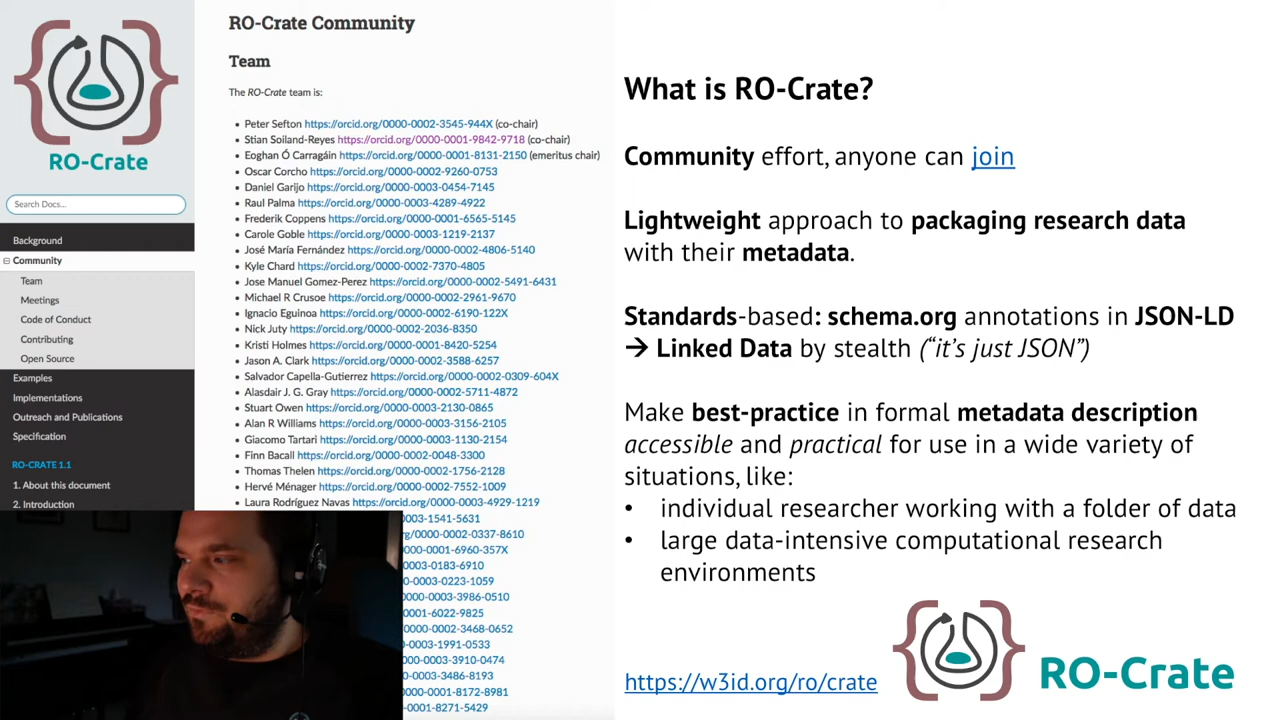 RO-Crate
Search Docs...
Background
Community
Team
Meetings
Code of Conduct
Contributing
Open Source
Examples
Implementations
Outreach and Publications
Specification
RO-CRATE 1.1
1. About this document
2. Introduction
RO-Crate Community
Team
The RO-Crate team is:
• Peter Sefton https://orcid.org/0000-0002-3545-944X (co-chair)
• Stian Soiland-Reyes https://orcid.org/0000-0001-9842-9718 (co-chair)
• Eoghan Ó Carragáin https://orcid.org/0000-0001-8131-2150 (emeritus chair)
• Oscar Corcho https://orcid.org/0000-0002-9260-0753
• Daniel Garijo https://orcid.org/0000-0003-0454-7145
• Raul Palma https://orcid.org/0000-0003-4289-4922
• Frederik Coppens https://orcid.org/0000-0001-6565-5145
• Carole Goble https://orcid.org/0000-0003-1219-2137
• José María Fernández https://orcid.org/0000-0002-4806-5140
• Kyle Chard https://orcid.org/0000-0002-7370-4805
• Jose Manuel Gomez-Perez https://orcid.org/0000-0002-5491-6431
• Michael R Crusoe https://orcid.org/0000-0002-2961-9670
• Ignacio Eguinoa https://orcid.org/0000-0002-6190-122X
• Nick Juty https://orcid.org/0000-0002-2036-8350
• Kristi Holmes https://orcid.org/0000-0001-8420-5254
• Jason A. Clark https://orcid.org/0000-0002-3588-6257
• Salvador Capella-Gutierrez https://orcid.org/0000-0002-0309-604X
• Alasdair J. G. Gray https://orcid.org/0000-0002-5711-4872
• Stuart Owen https://orcid.org/0000-0003-2130-0865
• Alan R Williams https://orcid.org/0000-0003-3156-2105
• Giacomo Tartari https://orcid.org/0000-0003-1130-2154
• Finn Bacall https://orcid.org/0000-0002-0048-3300
• Thomas Thelen https://orcid.org/0000-0002-1756-2128
• Hervé Ménager https://orcid.org/0000-0002-7552-1009
• Laura Rodríguez Navas https://orcid.org/0000-0003-4929-1219
003-1541-5631
rg/0000-0002-0337-8610
000-0001-6960-357X
0-0003-0183-6910
00-0003-0223-1059
000-0003-3986-0510
0001-6022-9825
0000-0002-3468-0652
0-0003-1991-0533
00-0003-3910-0474
0-0003-3486-8193
00-0001-8172-8981
0-0001-8271-5429
What is RO-Crate?
Community effort, anyone can join
Lightweight approach to packaging research data
with their metadata.
Standards-based: schema.org annotations in JSON-LD
→ Linked Data by stealth (“it’s just JSON”)
Make best-practice in formal metadata description
accessible and practical for use in a wide variety of
situations, like:
• individual researcher working with a folder of data
• large data-intensive computational research
environments
https://w3id.org/ro/crate
RO-Crate